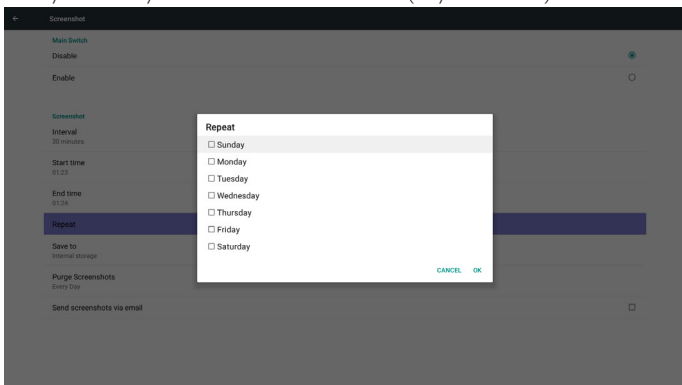 Screenshot
Main Switch
Disable
Enable
Screenshot
Interval
30 minutes
Start time
01:23
End time
01:24
Repeat
Save to
Internal storage
Purge Screenshots
Every Day
Send screenshots via email
Repeat
Sunday
Monday
Tuesday
Wednesday
Thursday
Friday
Saturday
CANCEL OK